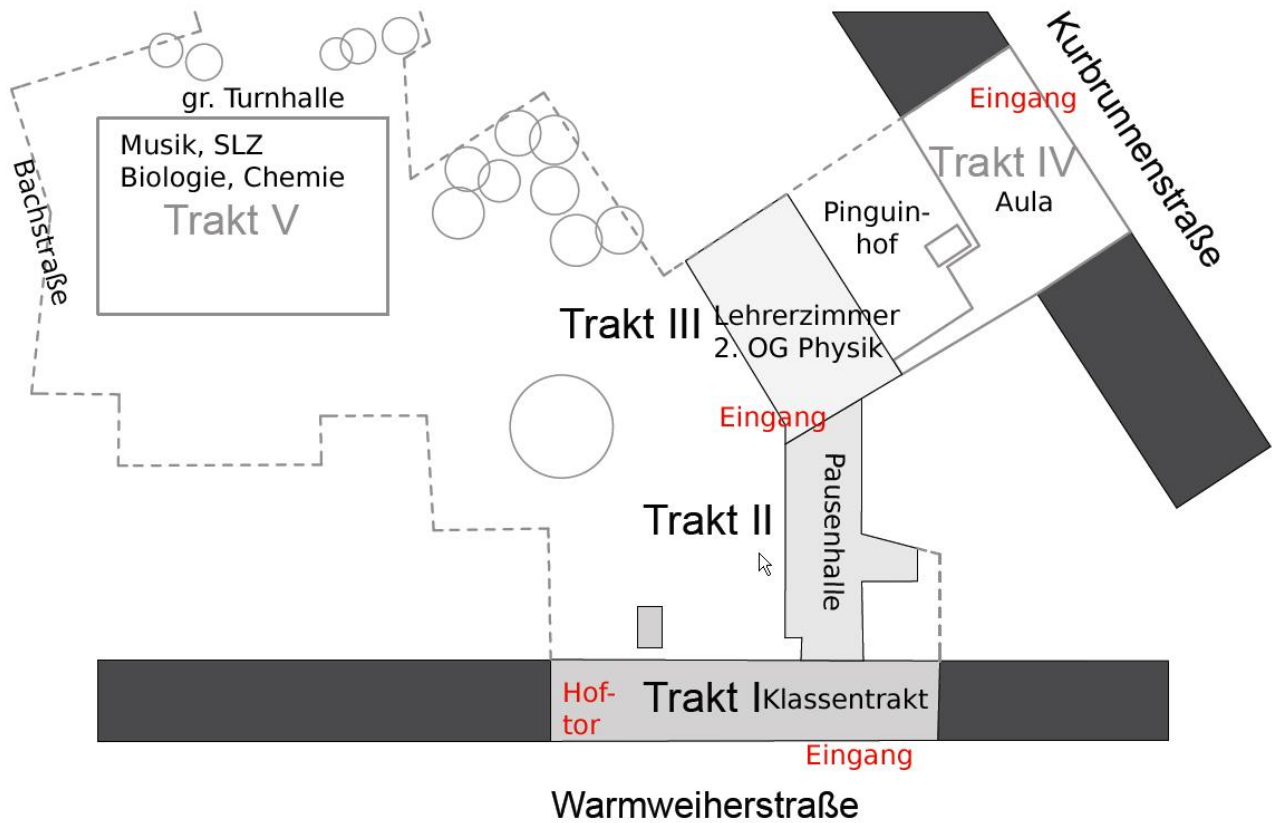 gr. Turnhalle
Musik, SLZ
Biologie, Chemie
Trakt V
Bachstraße
Eingang
Trakt IV
Aula
Kurbrunnenstraße
Pinguin-
hof
Trakt III
Lehrerzimmer
2. OG Physik
Eingang
Trakt II
Pausenhalle
Hof-
tor
Trakt I
Klassentrakt
Eingang
Warmweiherstraße